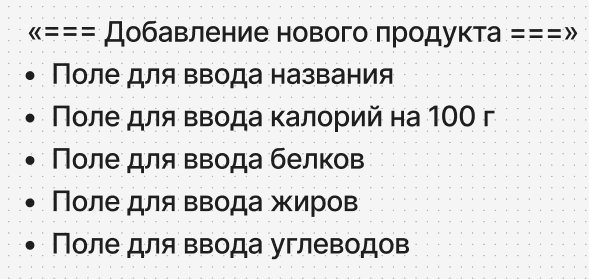 «=== Добавление нового продукта ===»
• Поле для ввода названия
• Поле для ввода калорий на 100 г
• Поле для ввода белков
• Поле для ввода жиров
• Поле для ввода углеводов